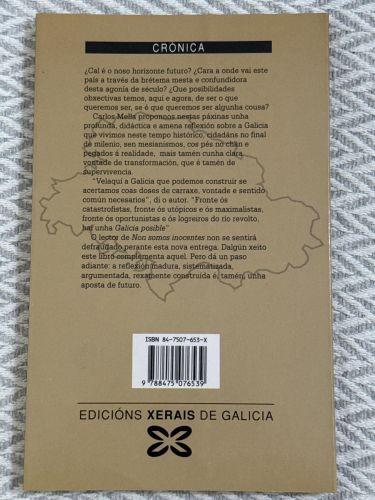 CRÓNICA
¿Cal é o noso horizonte futuro? ¿Cara a onde vai este
país a través da brétema mesta e confundidora
desta agonía de século? ¿Que posibilidades
obxectivas temos, aquí e agora, de ser o que
queremos ser, se é que queremos ser algunha cousa?
Carlos Mella proponnos nestas páxinas unha
profunda, didáctica e amena reflexión sobre a Galicia
que vivimos neste tempo histórico, cidadáns no final
de milenio, sen mesianismos, cos pés no chan e
pegados á realidade, mais tamén cunha clara
vontade de transformación, que é tamén de
supervivencia.
"Velaquí a Galicia que podemos construír se
acertamos coas doses de carraxe, vontade e sentido
común necesarios", di o autor. "Fronte ós
catastrofistas, fronte ós utópicos e ós maximalistas,
fronte ós oportunistas e ós logreiros do río revolto,
hai unha Galicia posible"
O lector de Non somos inocentes non se sentirá
defraudado perante esta nova entrega. Dalgún xeito
este libro complementa aquel. Pero dá un paso
adiante: a reflexión madura, sistematizada,
argumentada, rexamente construída é, tamén, unha
aposta de futuro.
ISBN 84-7507-653-X
9 788475 076539
EDICIÓNS XERAIS DE GALICIA